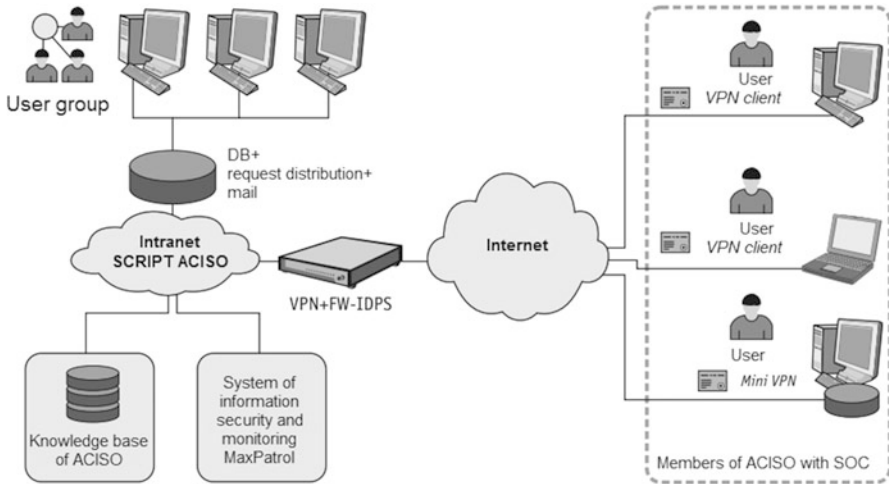 User group
DB+
request distribution+
mail
Intranet
SCRIPT ACISO
VPN+FW-IDPS
Internet
Knowledge base
of ACISO
System of
information
security and
monitoring
MaxPatrol
User
VPN client
User
VPN client
User
Mini VPN
Members of ACISO with SOC